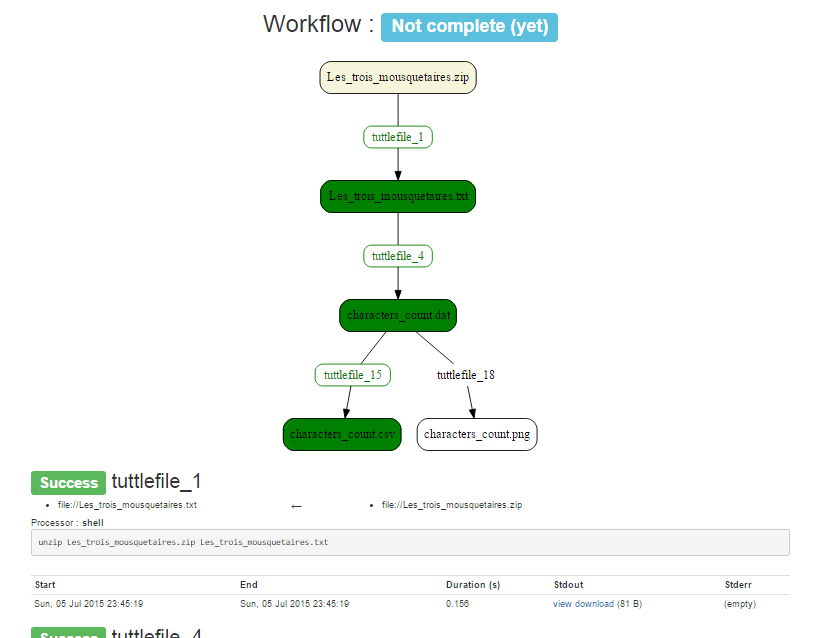 Workflow : Not complete (yet)
Les_trois_mousquetaires.zip
tuttlefile_1
Les_trois_mousquetaires.txt
tuttlefile_4
characters_count.dat
tuttlefile_15 tuttlefile_18
characters_count.csv characters_count.png
Success tuttlefile_1
• file://Les_trois_mousquetaires.txt ← • file://Les_trois_mousquetaires.zip
Processor : shell
unzip Les_trois_mousquetaires.zip Les_trois_mousquetaires.txt
Start End Duration (s) Stdout Stderr
Sun, 05 Jul 2015 23:45:19 Sun, 05 Jul 2015 23:45:19 0.156 view download (81 B) (empty)
Success tuttlefile_4